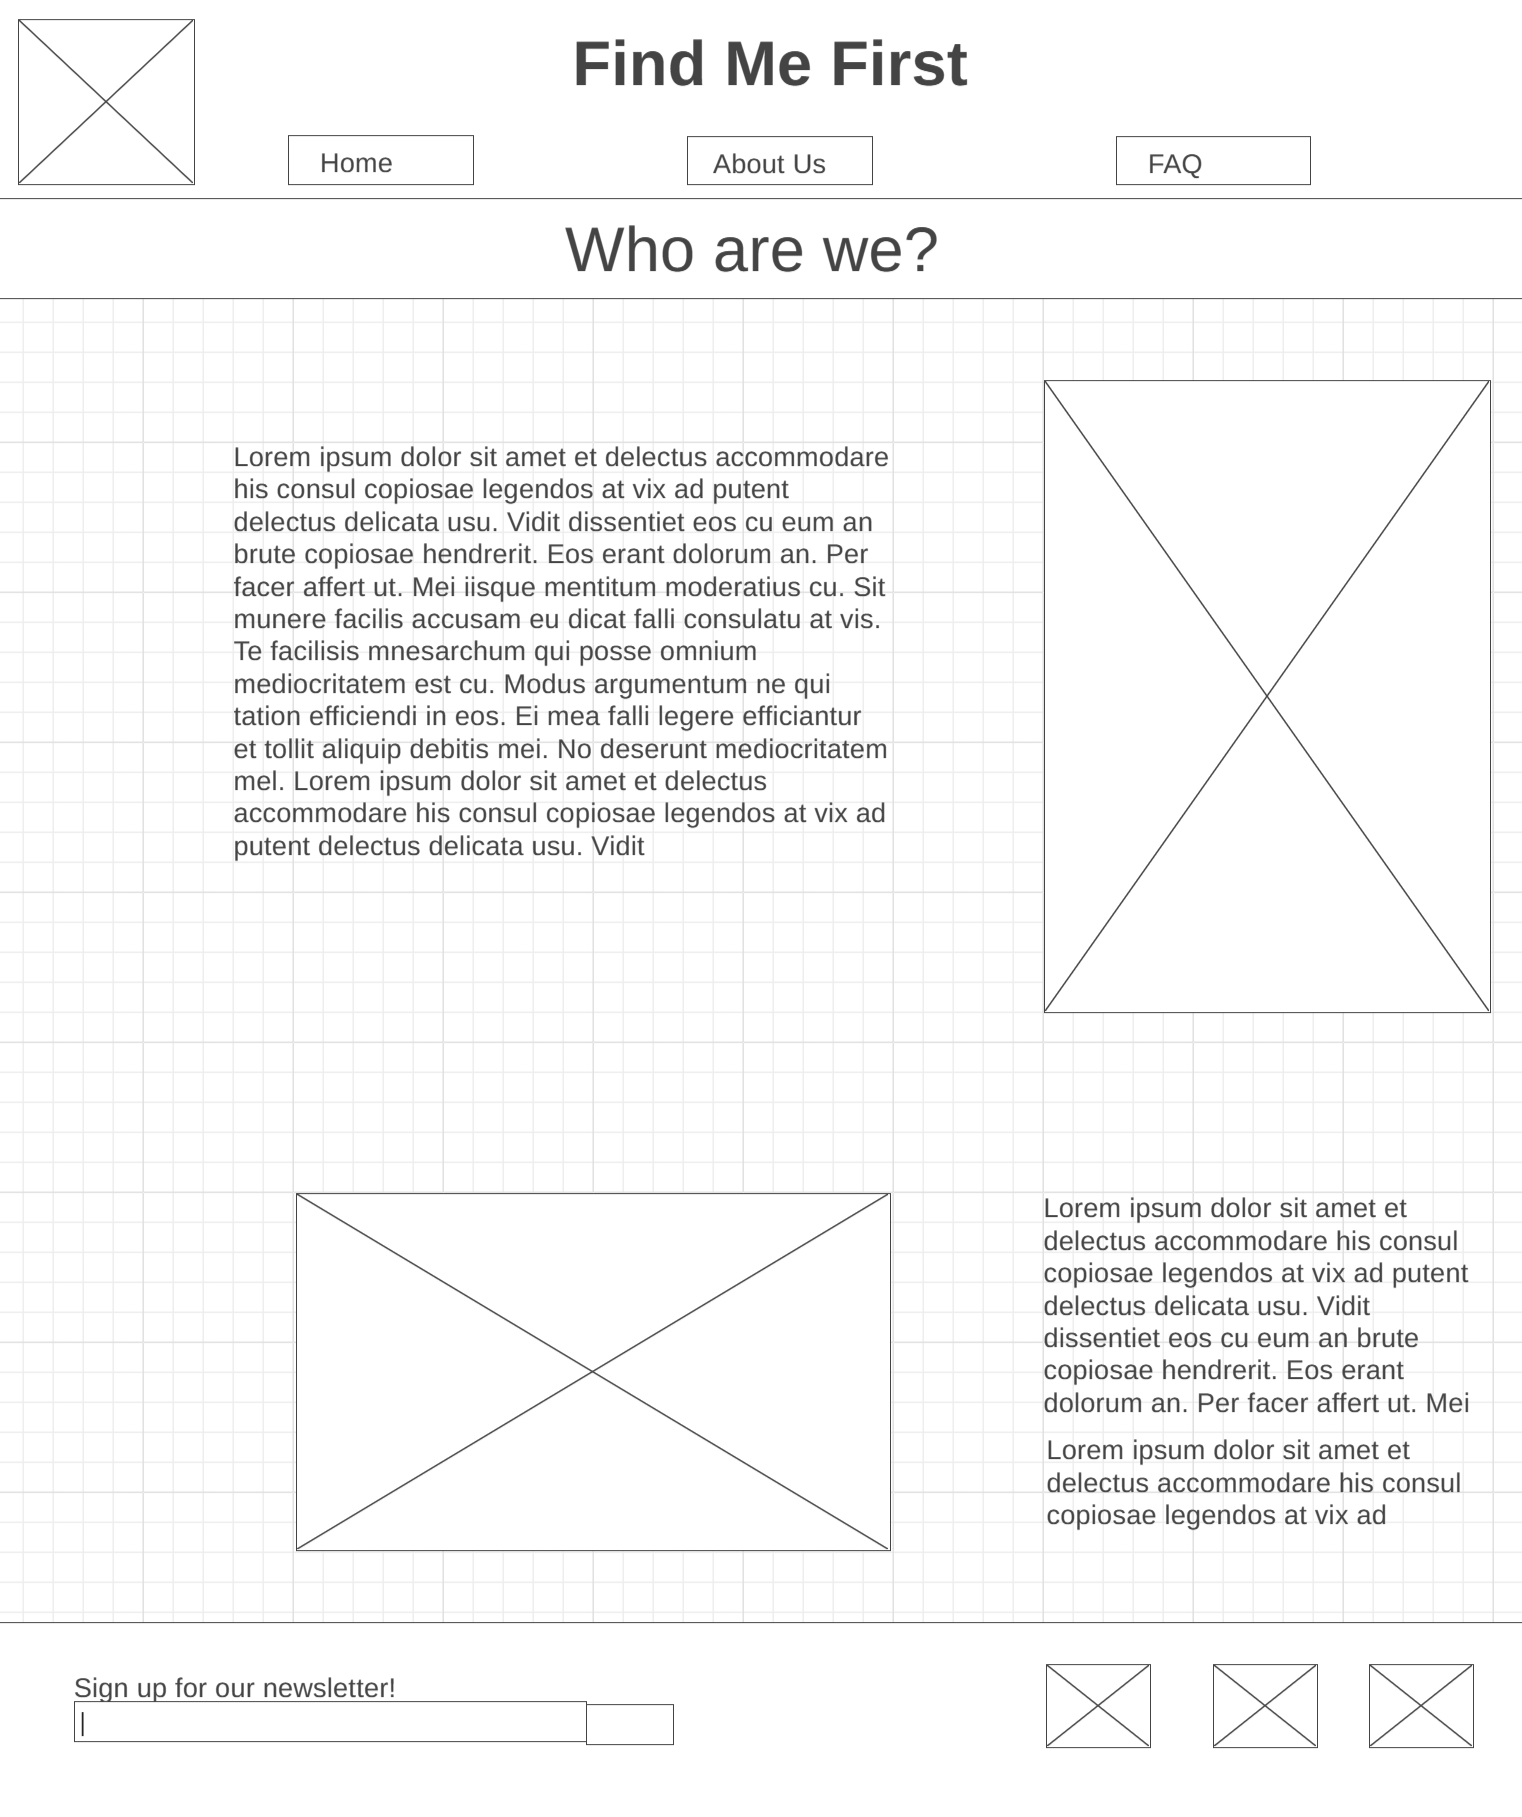 Find Me First
Home
About Us
FAQ
Who are we?
Lorem ipsum dolor sit amet et delectus accommodare
his consul copiosae legendos at vix ad putent
delectus delicata usu. Vidit dissentiet eos cu eum an
brute copiosae hendrerit. Eos erant dolorum an. Per
facer affert ut. Mei iisque mentitum moderatius cu. Sit
munere facilis accusam eu dicat falli consulatu at vis.
Te facilisis mnesarchum qui posse omnium
mediocritatem est cu. Modus argumentum ne qui
tation efficiendi in eos. Ei mea falli legere efficiantur
et tollit aliquip debitis mei. No deserunt mediocritatem
mel. Lorem ipsum dolor sit amet et delectus
accommodare his consul copiosae legendos at vix ad
putent delectus delicata usu. Vidit
Lorem ipsum dolor sit amet et
delectus accommodare his consul
copiosae legendos at vix ad putent
delectus delicata usu. Vidit
dissentiet eos cu eum an brute
copiosae hendrerit. Eos erant
dolorum an. Per facer affert ut. Mei
Lorem ipsum dolor sit amet et
delectus accommodare his consul
copiosae legendos at vix ad
Sign up for our newsletter!